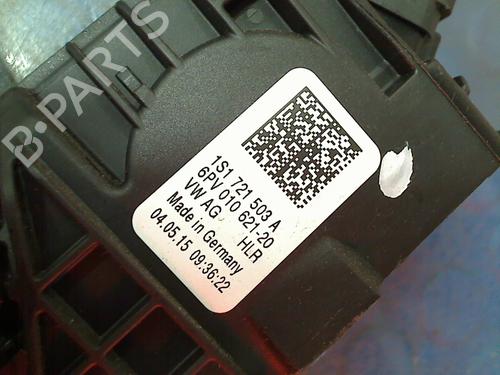 B-PARTS
1S1 721 503 A
6PV 010 621-20
VW AG HLR
Made in Germany
04.05.15 09:36:22